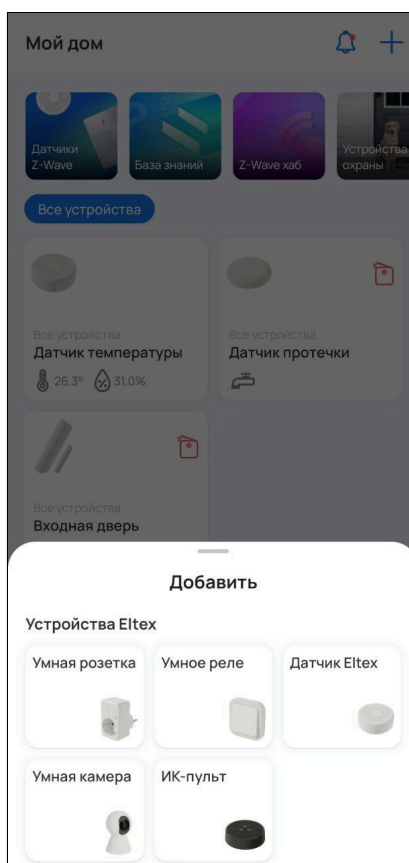 Мой дом
Датчики
Z-Wave
База знаний
Z-Wave хаб
Устройства
охраны
Все устройства
Все устройства
Датчик температуры
26.3° 31.0%
Все устройства
Датчик протечки
Все устройства
Входная дверь
Добавить
Устройства Eltex
Умная розетка
Умное реле
Датчик Eltex
Умная камера
ИК-пульт